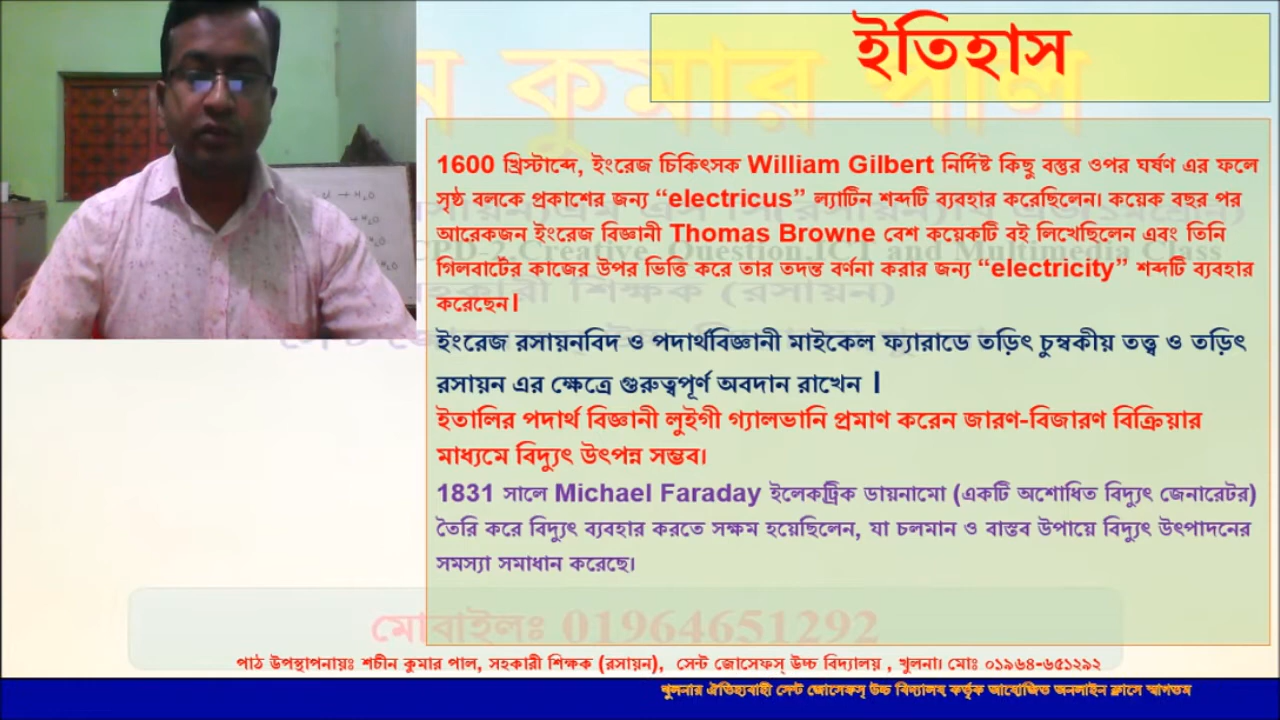 ইতিহাস
1600 খ্রিস্টাব্দে, ইংরেজ চিকিৎসক William Gilbert নির্দিষ্ট কিছু বস্তুর ওপর ঘর্ষণ এর ফলে
সৃষ্ঠ বলকে প্রকাশের জন্য “electricus” ল্যাটিন শব্দটি ব্যবহার করেছিলেন। কয়েক বছর পর
আরেকজন ইংরেজ বিজ্ঞানী Thomas Browne বেশ কয়েকটি বই লিখেছিলেন এবং তিনি
গিলবার্টের কাজের উপর ভিত্তি করে তার তদন্ত বর্ণনা করার জন্য “electricity” শব্দটি ব্যবহার
করেছেন।
ইংরেজ রসায়নবিদ ও পদার্থবিজ্ঞানী মাইকেল ফ্যারাডে তড়িৎ চুম্বকীয় তত্ত্ব ও তড়িৎ
রসায়ন এর ক্ষেত্রে গুরুত্বপূর্ণ অবদান রাখেন ।
ইতালির পদার্থ বিজ্ঞানী লুইগী গ্যালভানি প্রমাণ করেন জারণ-বিজারণ বিক্রিয়ার
মাধ্যমে বিদ্যুৎ উৎপন্ন সম্ভব।
1831 সালে Michael Faraday ইলেকট্রিক ডায়নামো (একটি অশোধিত বিদ্যুৎ জেনারেটর)
তৈরি করে বিদ্যুৎ ব্যবহার করতে সক্ষম হয়েছিলেন, যা চলমান ও বাস্তব উপায়ে বিদ্যুৎ উৎপাদনের
সমস্যা সমাধান করেছে।
মোবাইলঃ 01964651292
পাঠ উপস্থাপনায়ঃ শচীন কুমার পাল, সহকারী শিক্ষক (রসায়ন), সেন্ট জোসেফস্ উচ্চ বিদ্যালয় , খুলনা। মোঃ ০১৯৬৪-৬৫১২৯২
খুলনার ঐতিহ্যবাহী সেন্ট জোসেফস্ উচ্চ বিদ্যালয় কর্তৃক আয়োজিত অনলাইন ক্লাসে স্বাগতম